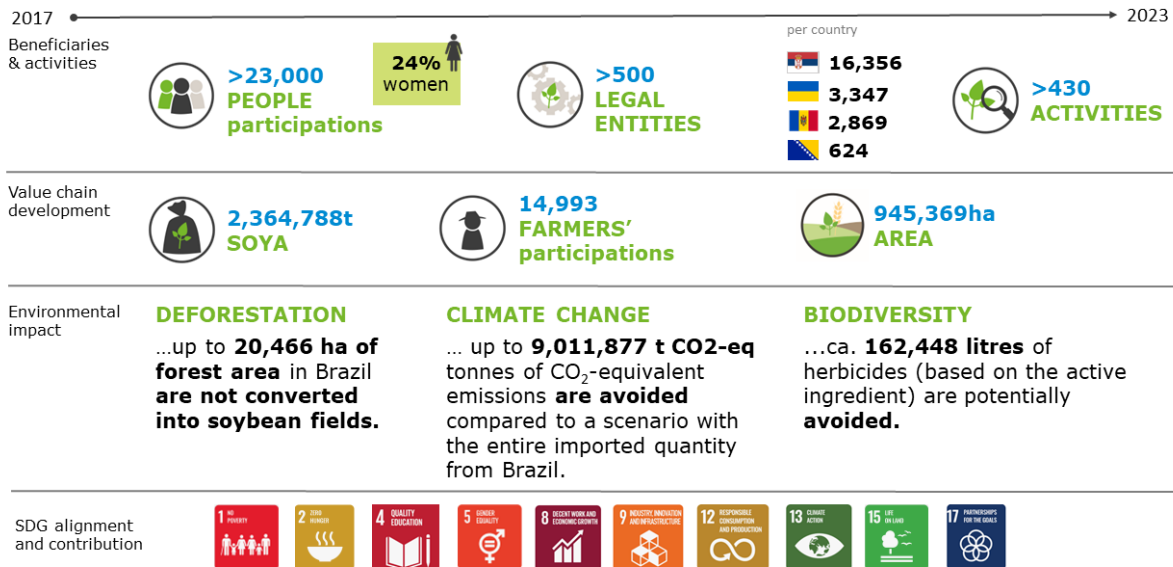 2017
2023
Beneficiaries
& activities
>23,000
PEOPLE
participations
24%
women
>500
LEGAL
ENTITIES
per country
16,356
3,347
2,869
624
>430
ACTIVITIES
Value chain
development
2,364,788t
SOYA
14,993
FARMERS’
participations
945,369ha
AREA
Environmental
impact
DEFORESTATION
...up to 20,466 ha of
forest area in Brazil
are not converted
into soybean fields.
CLIMATE CHANGE
... up to 9,011,877 t CO2-eq
tonnes of CO₂-equivalent
emissions are avoided
compared to a scenario with
the entire imported quantity
from Brazil.
BIODIVERSITY
...ca. 162,448 litres of
herbicides (based on the active
ingredient) are potentially
avoided.
SDG alignment
and contribution
1 NO
POVERTY
2 ZERO
HUNGER
4 QUALITY
EDUCATION
5 GENDER
EQUALITY
8 DECENT WORK AND
ECONOMIC GROWTH
9 INDUSTRY, INNOVATION
AND INFRASTRUCTURE
12 RESPONSIBLE
CONSUMPTION
AND PRODUCTION
13 CLIMATE
ACTION
15 LIFE
ON LAND
17 PARTNERSHIPS
FOR THE GOALS